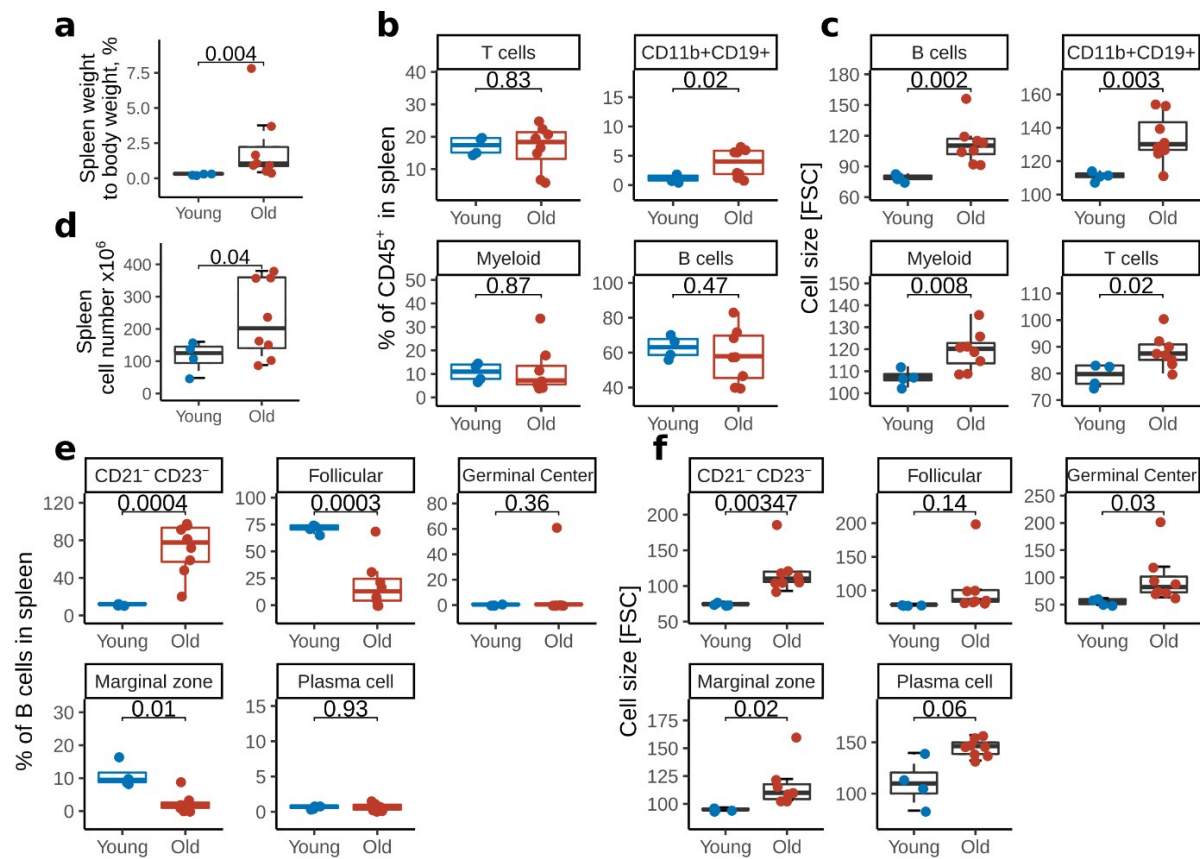 a
Spleen weight
to body weight, %
0.004
7.5
5.0
2.5
0.0
Young Old
b
% of CD45+ in spleen
T cells
0.83
40
30
20
10
Young Old
CD11b+CD19+
0.02
15
10
5
0
Young Old
Myeloid
0.87
50
40
30
20
10
0
Young Old
B cells
0.47
100
80
60
40
Young Old
c
Cell size [FSC]
B cells
0.002
180
150
120
90
60
Young Old
CD11b+CD19+
0.003
160
140
120
100
Young Old
Myeloid
0.008
150
140
130
120
110
100
Young Old
T cells
0.02
110
100
90
80
70
Young Old
d
Spleen
cell number x10⁶
0.04
400
300
200
100
0
Young Old
e
% of B cells in spleen
CD21⁻ CD23⁻
0.0004
120
80
40
0
Young Old
Follicular
0.0003
100
75
50
25
0
Young Old
Germinal Center
0.36
80
60
40
20
0
Young Old
Marginal zone
0.01
30
20
10
0
Young Old
Plasma cell
0.93
15
10
5
0
Young Old
f
Cell size [FSC]
CD21⁻ CD23⁻
0.00347
200
150
100
50
Young Old
Follicular
0.14
200
150
100
Young Old
Germinal Center
0.03
250
200
150
100
50
Young Old
Marginal zone
0.02
175
150
125
100
Young Old
Plasma cell
0.06
150
100
Young Old